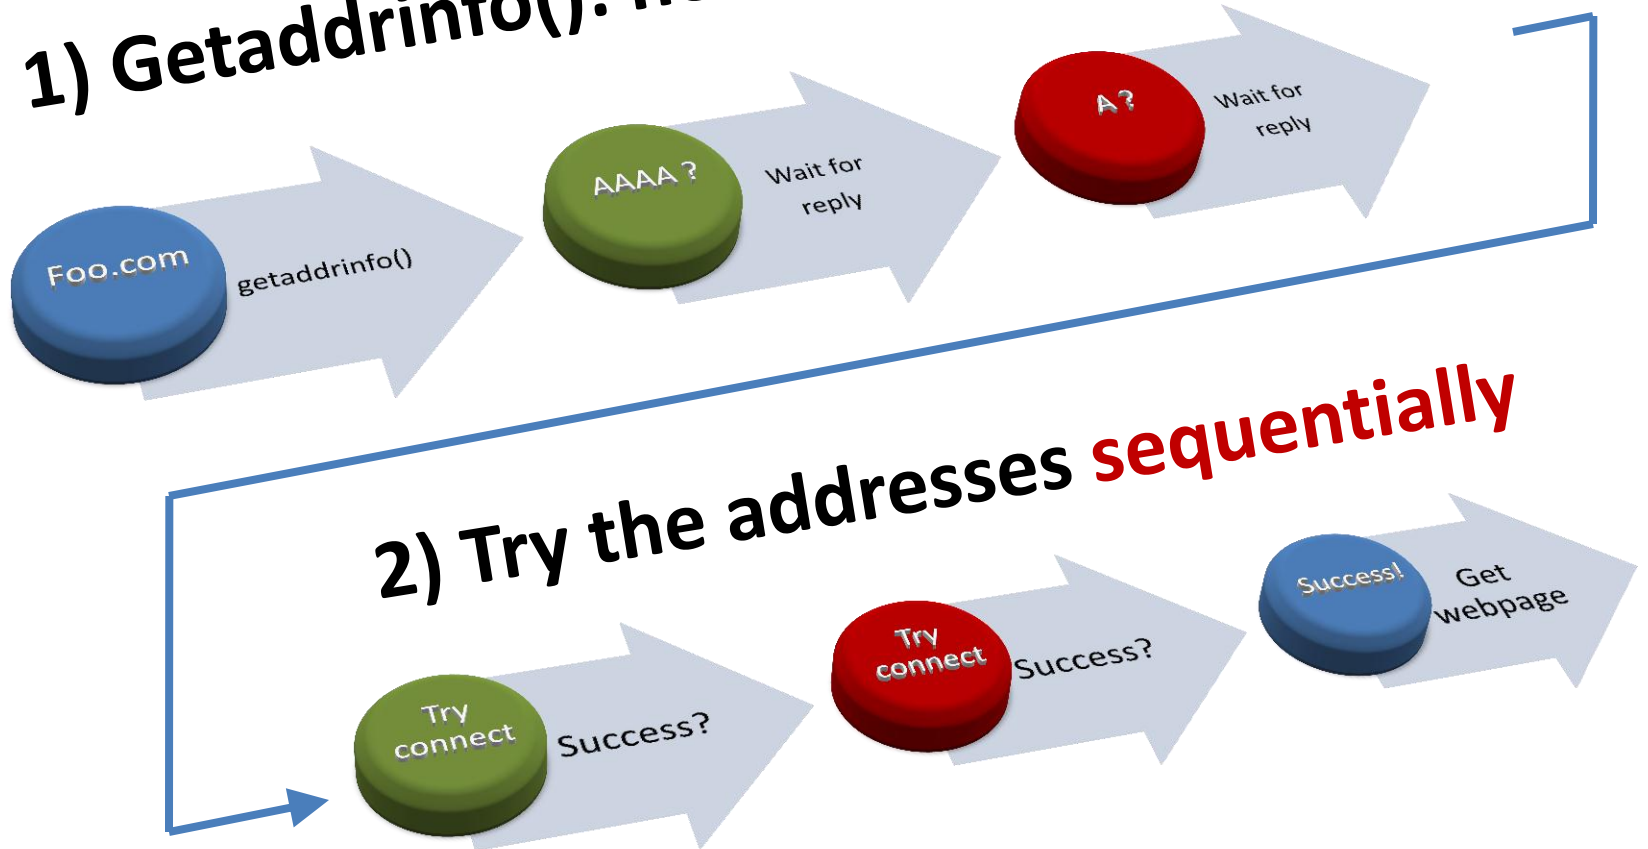 1) Getaddrinfo():
Foo.com
getaddrinfo()
AAAA ?
Wait for
reply
A ?
Wait for
reply
2) Try the addresses sequentially
Try
connect
Success?
Try
connect
Success?
Success!
Get
webpage